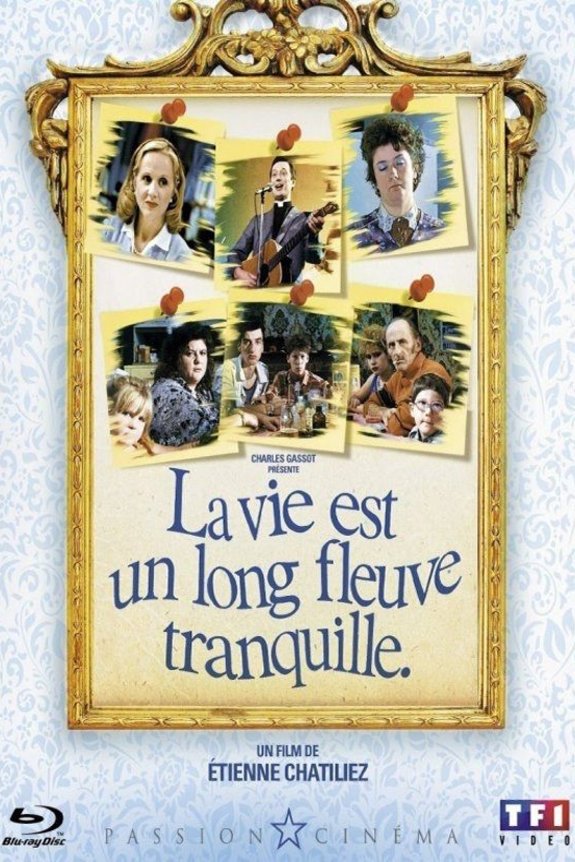 CHARLES GASSOT
PRÉSENTE
La vie est
un long fleuve
tranquille.
UN FILM DE
ÉTIENNE CHATILIEZ
Blu-ray Disc™
PASSION CINÉMA
TF1
VIDEO